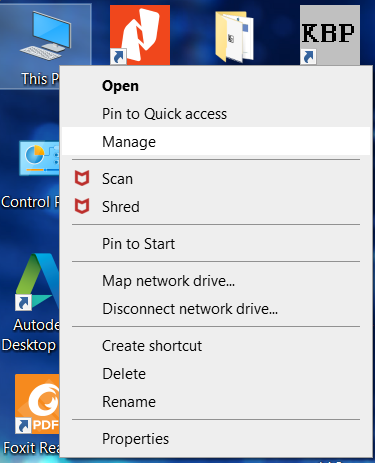 This P
KBP
Open
Pin to Quick access
Manage
Scan
Shred
Pin to Start
Map network drive...
Disconnect network drive...
Create shortcut
Delete
Rename
Properties
Control P
Autode
Desktop
PDF
Foxit Rea